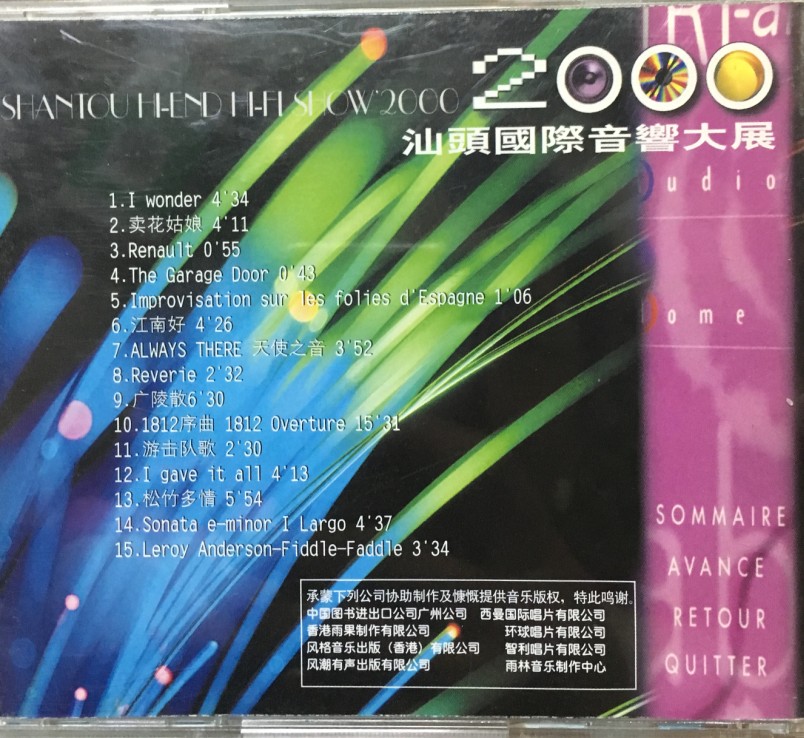 SHANTOU HI-END HI-FI SHOW'2000
2000
汕頭國際音響大展
1.I wonder 4'34
2.卖花姑娘 4'11
3.Renault 0'55
4.The Garage Door 0'43
5.Improvisation sur les folies d'Espagne 1'06
6.江南好 4'26
7.ALWAYS THERE 天使之音 3'52
8.Reverie 2'32
9.广陵散6'30
10.1812序曲 1812 Overture 15'31
11.游击队歌 2'30
12.I gave it all 4'13
13.松竹多情 5'54
14.Sonata e-minor I Largo 4'37
15.Leroy Anderson-Fiddle-Faddle 3'34
udio
ome
SOMMAIRE
AVANCE
RETOUR
QUITTER
承蒙下列公司协助制作及慷慨提供音乐版权，特此鸣谢。
中国图书进出口公司广州公司 西曼国际唱片有限公司
香港雨果制作有限公司 环球唱片有限公司
风格音乐出版（香港）有限公司 智利唱片有限公司
风潮有声出版有限公司 雨林音乐制作中心